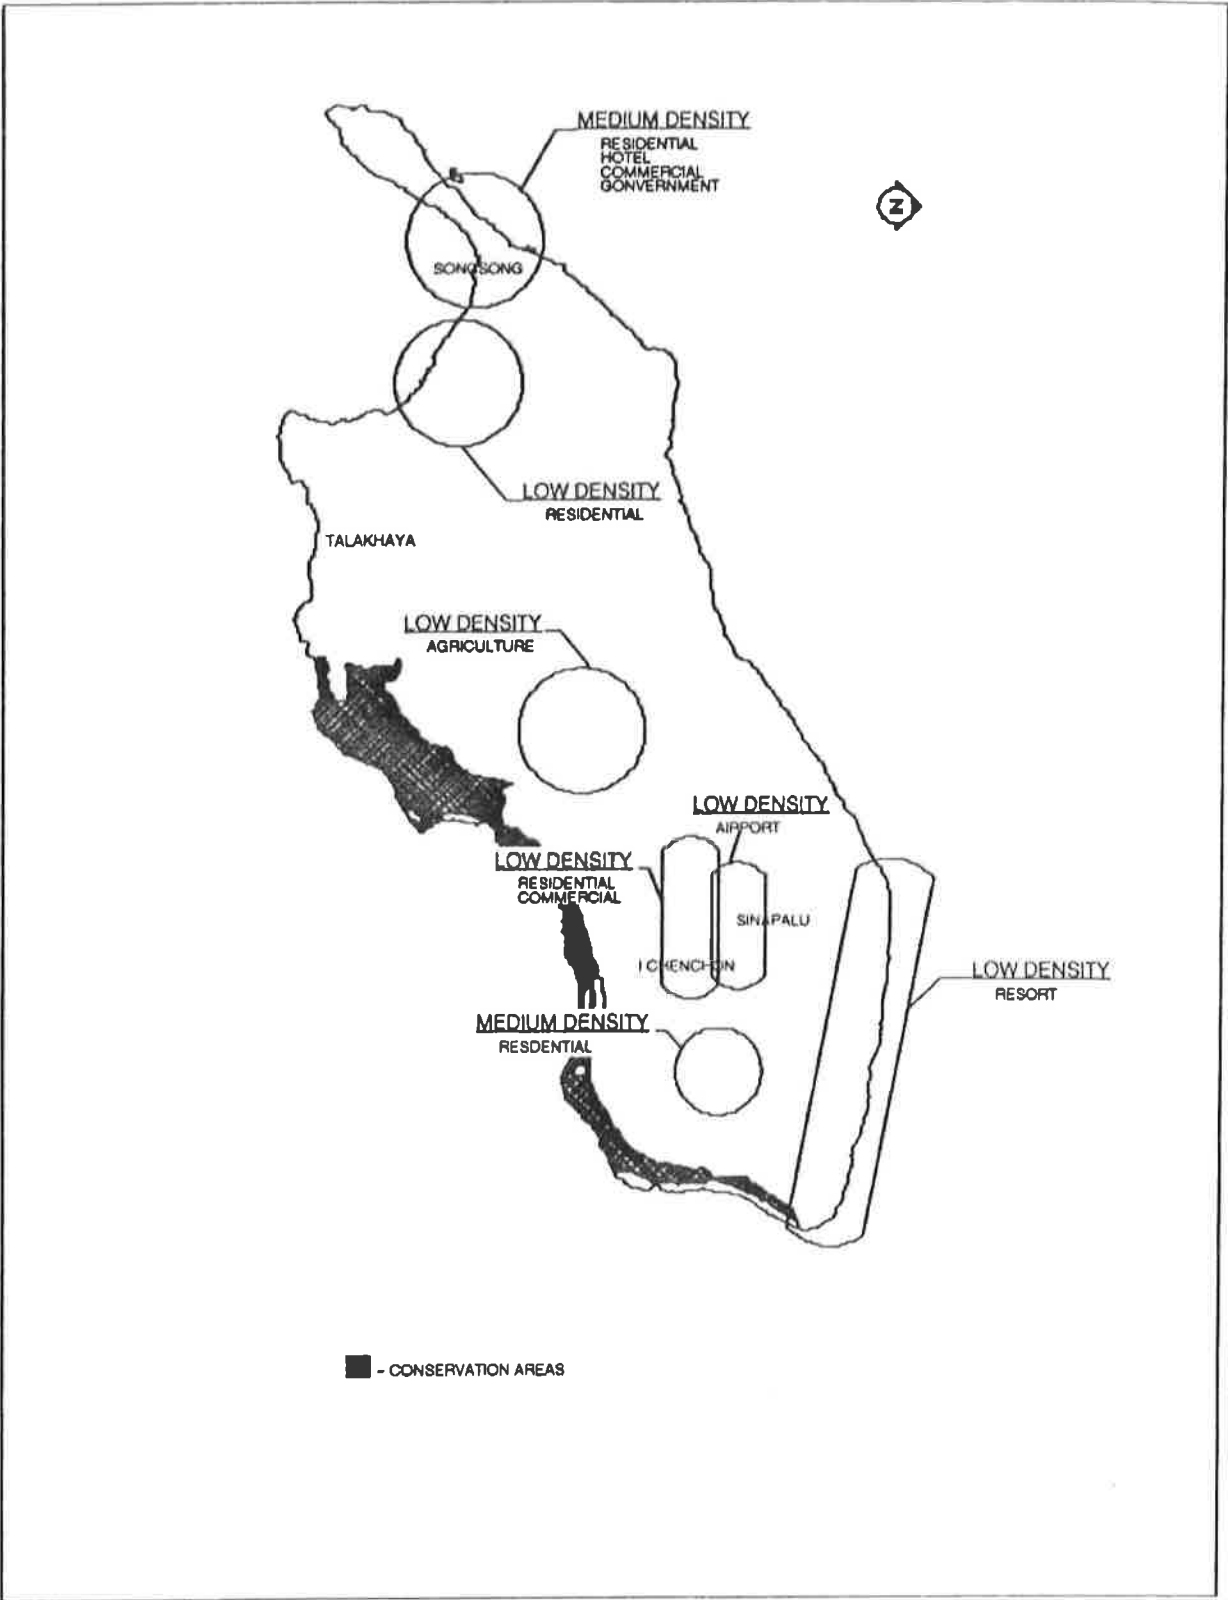 MEDIUM DENSITY
RESIDENTIAL
HOTEL
COMMERCIAL
GONVERNMENT
N
SONGSONG
LOW DENSITY
RESIDENTIAL
TALAKHAYA
LOW DENSITY
AGRICULTURE
LOW DENSITY
AIRPORT
LOW DENSITY
RESIDENTIAL
COMMERCIAL
SINAPALU
I CHENCHON
LOW DENSITY
RESORT
MEDIUM DENSITY
RESDENTIAL
- CONSERVATION AREAS